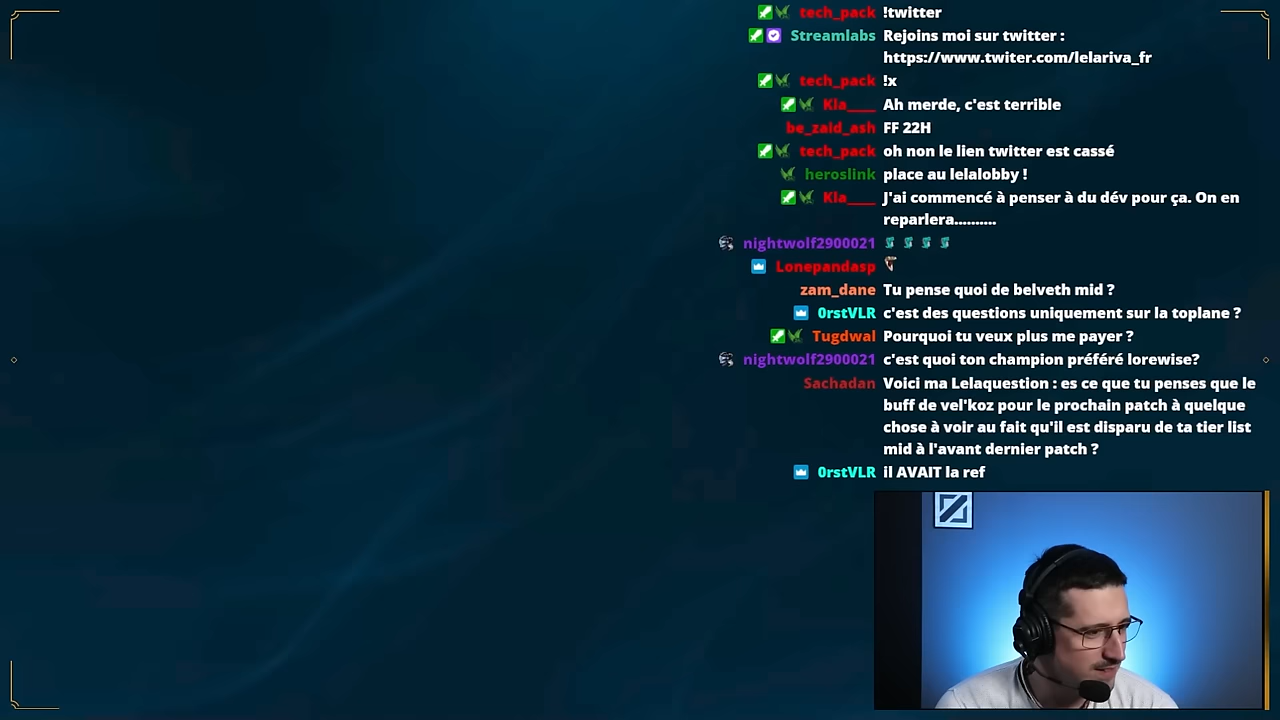 tech_pack !twitter
Streamlabs Rejoins moi sur twitter :
https://www.twiter.com/lelariva_fr
tech_pack !x
Kla____ Ah merde, c'est terrible
be_zaid_ash FF 22H
tech_pack oh non le lien twitter est cassé
heroslink place au lelalobby !
Kla____ J'ai commencé à penser à du dév pour ça. On en
reparlera..........
nightwolf2900021
Lonepandasp
zam_dane Tu pense quoi de belveth mid ?
0rstVLR c'est des questions uniquement sur la toplane ?
Tugdwal Pourquoi tu veux plus me payer ?
nightwolf2900021 c'est quoi ton champion préféré lorewise?
Sachadan Voici ma Lelaquestion : es ce que tu penses que le
buff de vel'koz pour le prochain patch à quelque
chose à voir au fait qu'il est disparu de ta tier list
mid à l'avant dernier patch ?
0rstVLR il AVAIT la ref